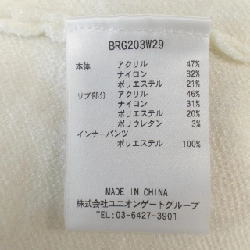 BRG203W29
本体 アクリル 47%
ナイロン 32%
ポリエステル 21%
リブ部分 アクリル 46%
ナイロン 31%
ポリエステル 20%
ポリウレタン 3%
インナーパンツ
ポリエステル 100%
MADE IN CHINA
株式会社ユニオンゲートグループ
TEL:03-6427-3901